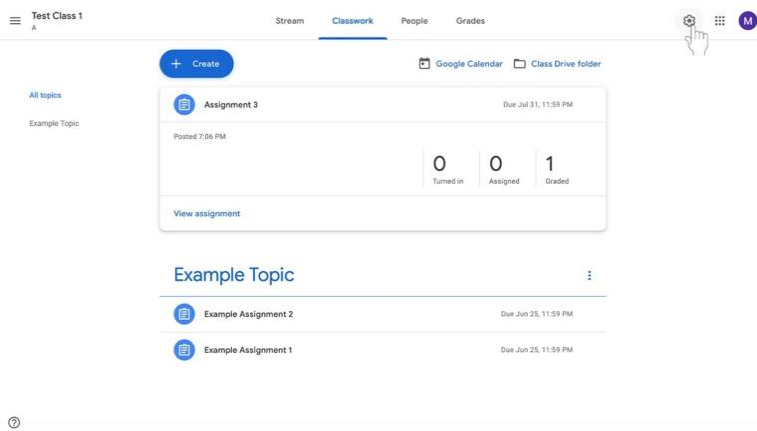 Test Class 1
A
Stream Classwork People Grades
M
Create
Google Calendar Class Drive folder
All topics
Example Topic
Assignment 3 Due Jul 31, 11:59 PM
Posted 7:06 PM
0 0 1
Turned in Assigned Graded
View assignment
Example Topic
Example Assignment 2 Due Jun 25, 11:59 PM
Example Assignment 1 Due Jun 25, 11:59 PM